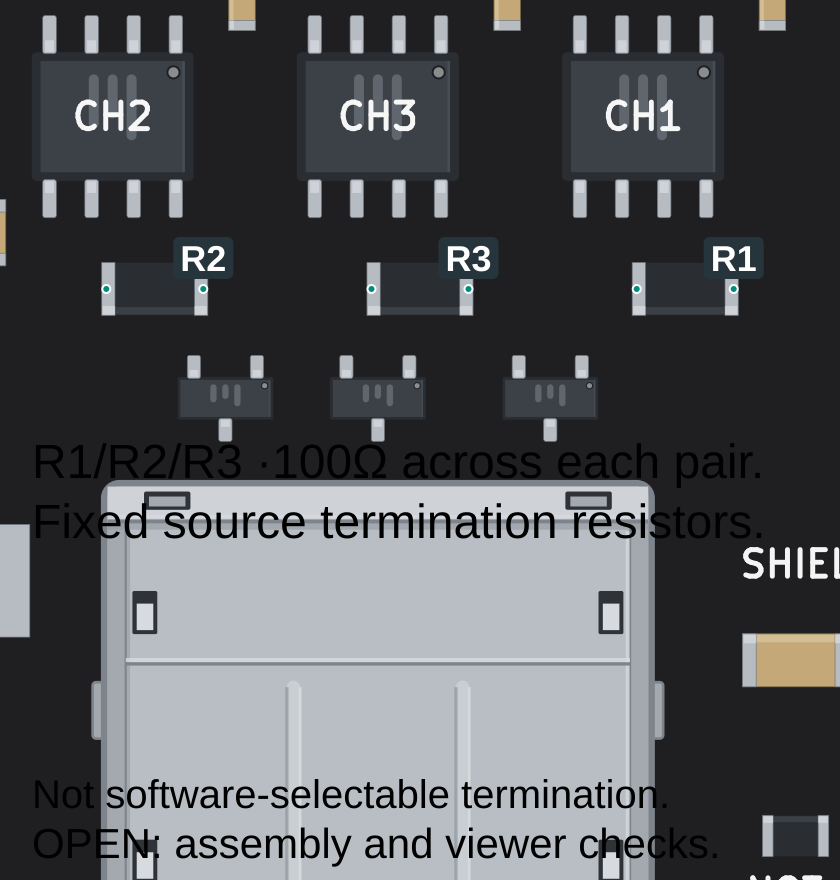 CH2 CH3 CH1
R2 R3 R1
R1/R2/R3 ·100Ω across each pair.
Fixed source termination resistors.
SHIEL
Not software-selectable termination.
OPEN: assembly and viewer checks.